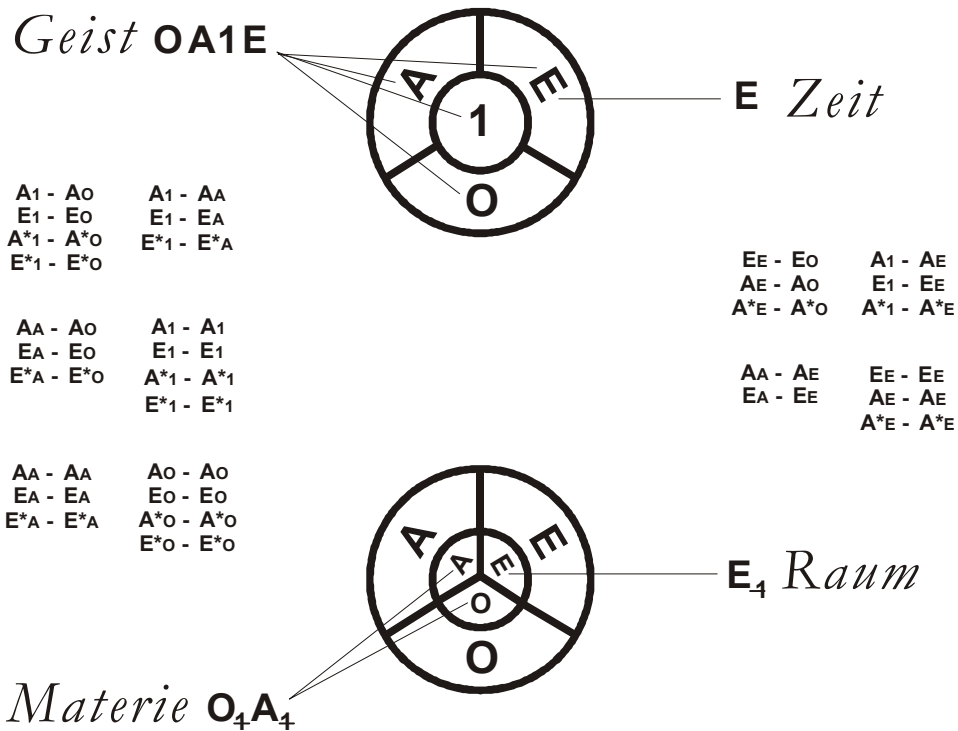 Geist OA1E
A E
1
O
E Zeit
A1 - AO
E1 - EO
A*1 - A*O
E*1 - E*O
A1 - AA
E1 - EA
E*1 - E*A
EE - EO
AE - AO
A*E - A*O
A1 - AE
E1 - EE
A*1 - A*E
AA - AO
EA - EO
E*A - E*O
A1 - A1
E1 - E1
A*1 - A*1
E*1 - E*1
AA - AE
EA - EE
EE - EE
AE - AE
A*E - A*E
AA - AA
EA - EA
E*A - E*A
AO - AO
EO - EO
A*O - A*O
E*O - E*O
A E
A E
O
O
E1 Raum
Materie O1A1